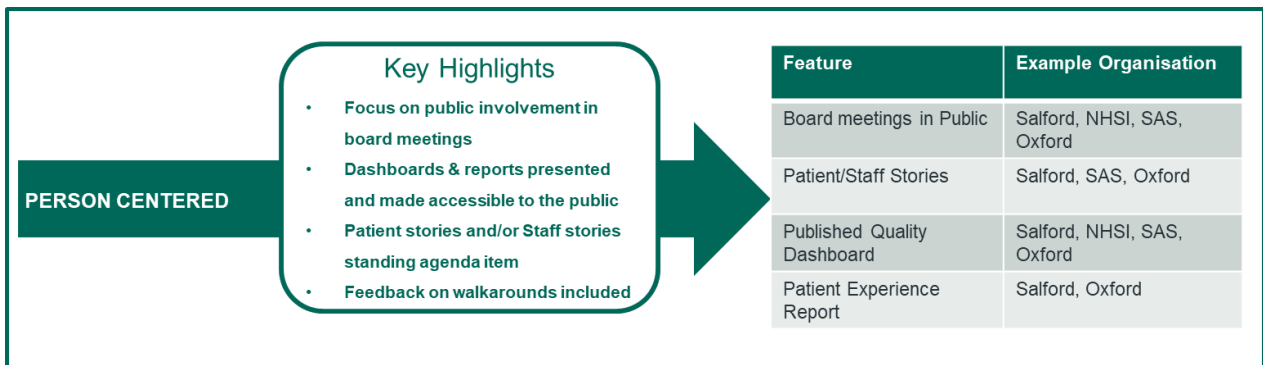 PERSON CENTERED
Key Highlights
• Focus on public involvement in
board meetings
• Dashboards & reports presented
and made accessible to the public
• Patient stories and/or Staff stories
standing agenda item
• Feedback on walkarounds included
Feature
Example Organisation
Board meetings in Public
Salford, NHSI, SAS,
Oxford
Patient/Staff Stories
Salford, SAS, Oxford
Published Quality
Dashboard
Salford, NHSI, SAS,
Oxford
Patient Experience
Report
Salford, Oxford